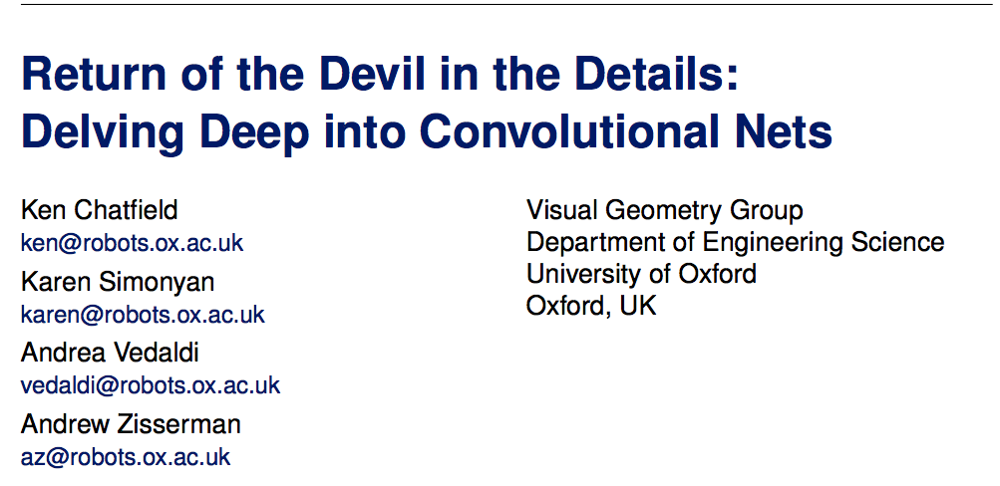 Return of the Devil in the Details:
Delving Deep into Convolutional Nets
Ken Chatfield
ken@robots.ox.ac.uk
Karen Simonyan
karen@robots.ox.ac.uk
Andrea Vedaldi
vedaldi@robots.ox.ac.uk
Andrew Zisserman
az@robots.ox.ac.uk
Visual Geometry Group
Department of Engineering Science
University of Oxford
Oxford, UK